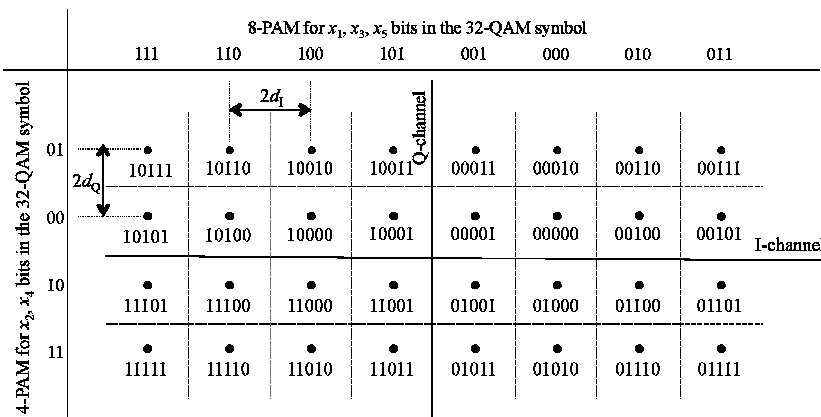 8-PAM for x1, x3, x5 bits in the 32-QAM symbol
111 110 100 101 001 000 010 011
4-PAM for x2, x4 bits in the 32-QAM symbol
2dI
Q-channel
01
10111 10110 10010 10011 00011 00010 00110 00111
2dQ
00
10101 10100 10000 10001 00001 00000 00100 00101
I-channel
10
11101 11100 11000 11001 01001 01000 01100 01101
11
11111 11110 11010 11011 01011 01010 01110 01111